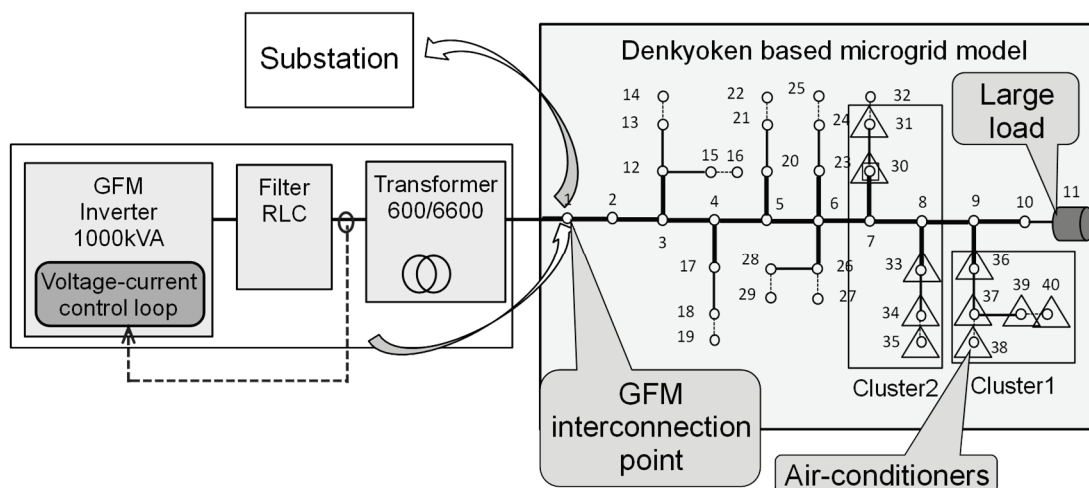 Substation
Denkyoken based microgrid model
Large
load
GFM
Inverter
1000kVA
Voltage-current
control loop
Filter
RLC
Transformer
600/6600
14
13
12
15
16
22
21
20
25
24
23
32
31
30
11
1
2
3
4
5
6
7
8
9
10
17
18
19
28
29
26
27
33
34
35
36
37
39
40
38
Cluster2
Cluster1
GFM
interconnection
point
Air-conditioners